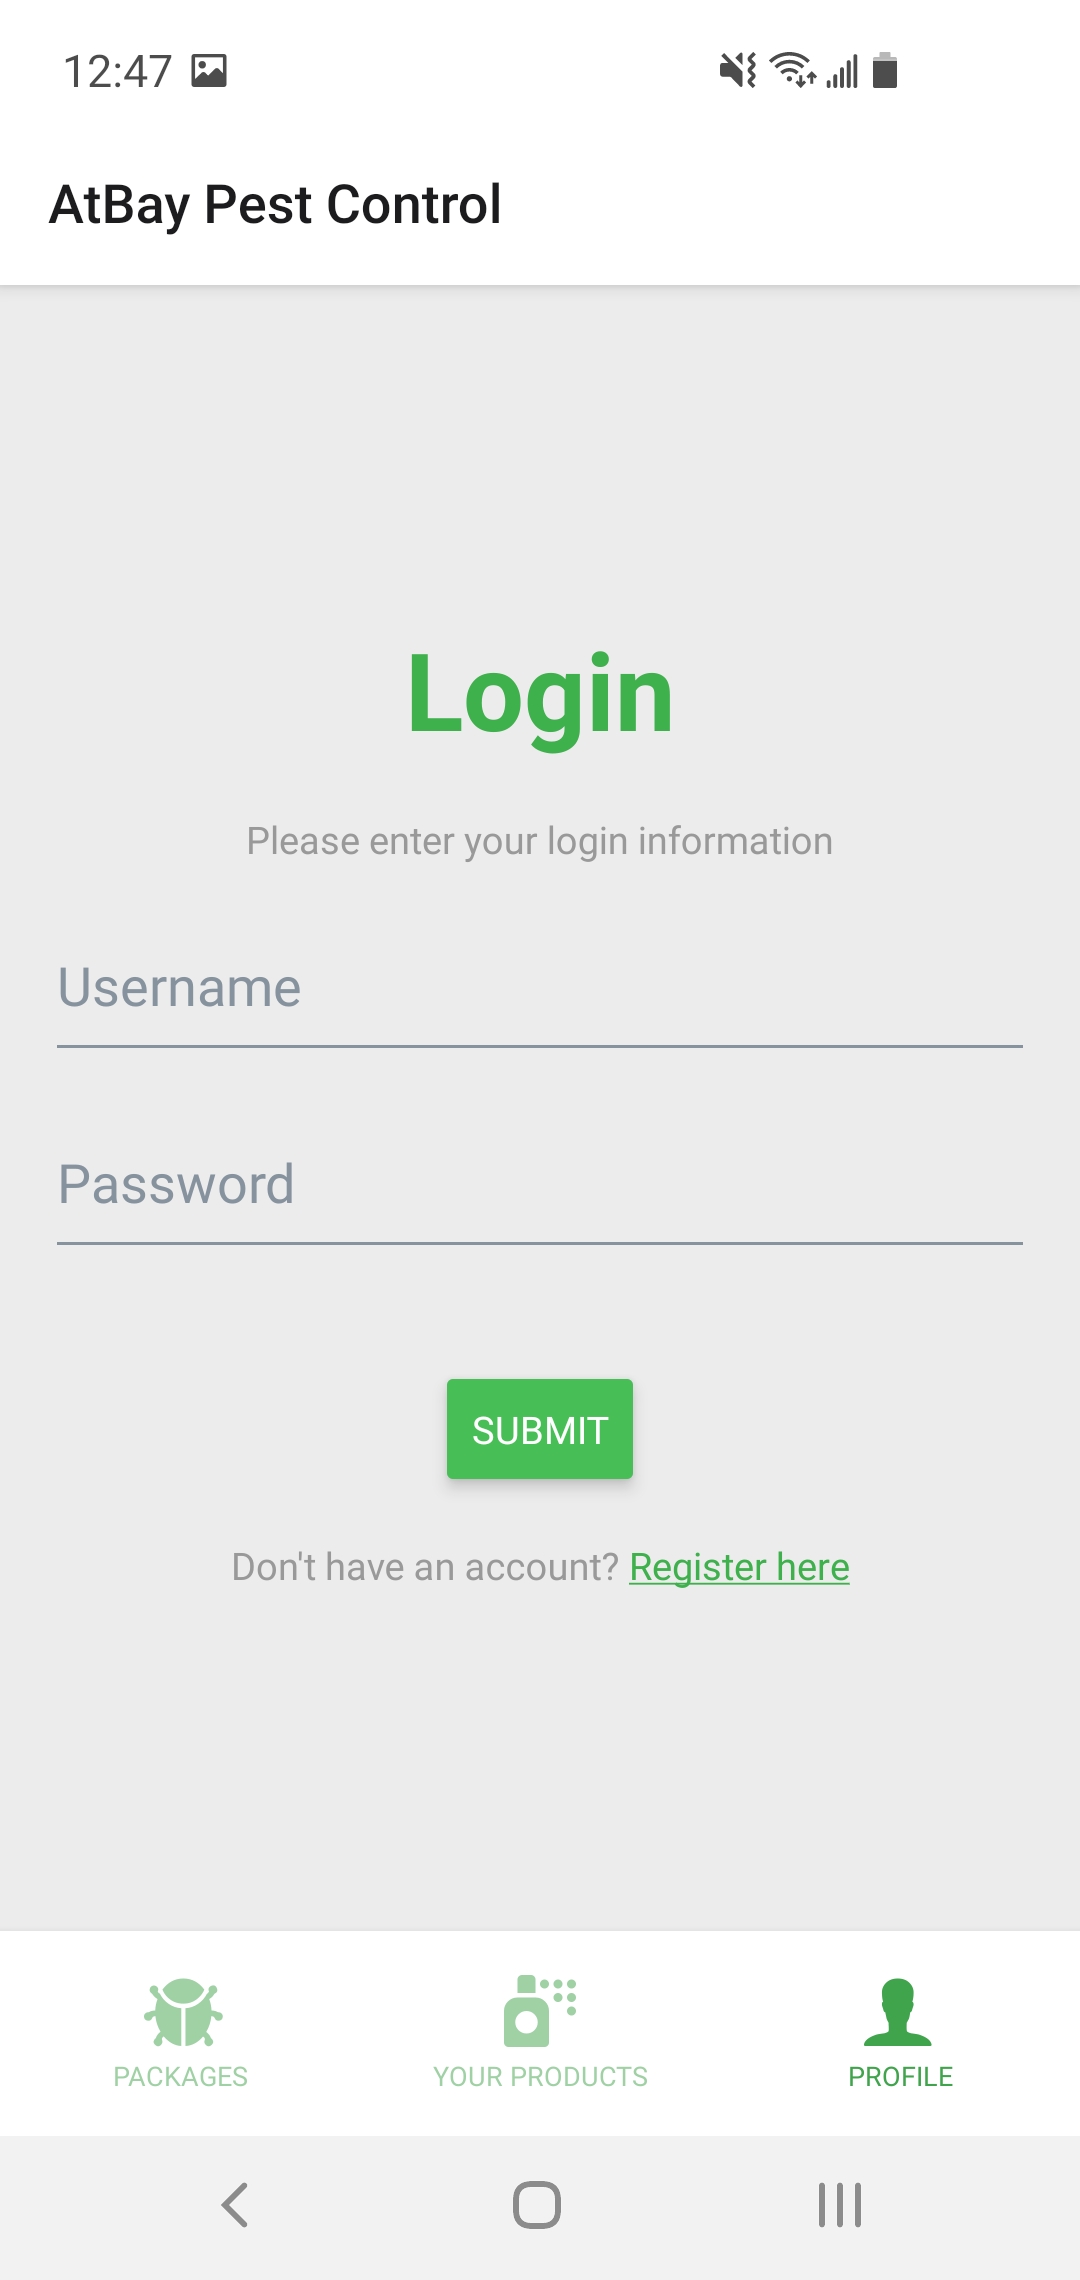 12:47
AtBay Pest Control
Login
Please enter your login information
Username
Password
SUBMIT
Don't have an account? Register here
PACKAGES YOUR PRODUCTS PROFILE